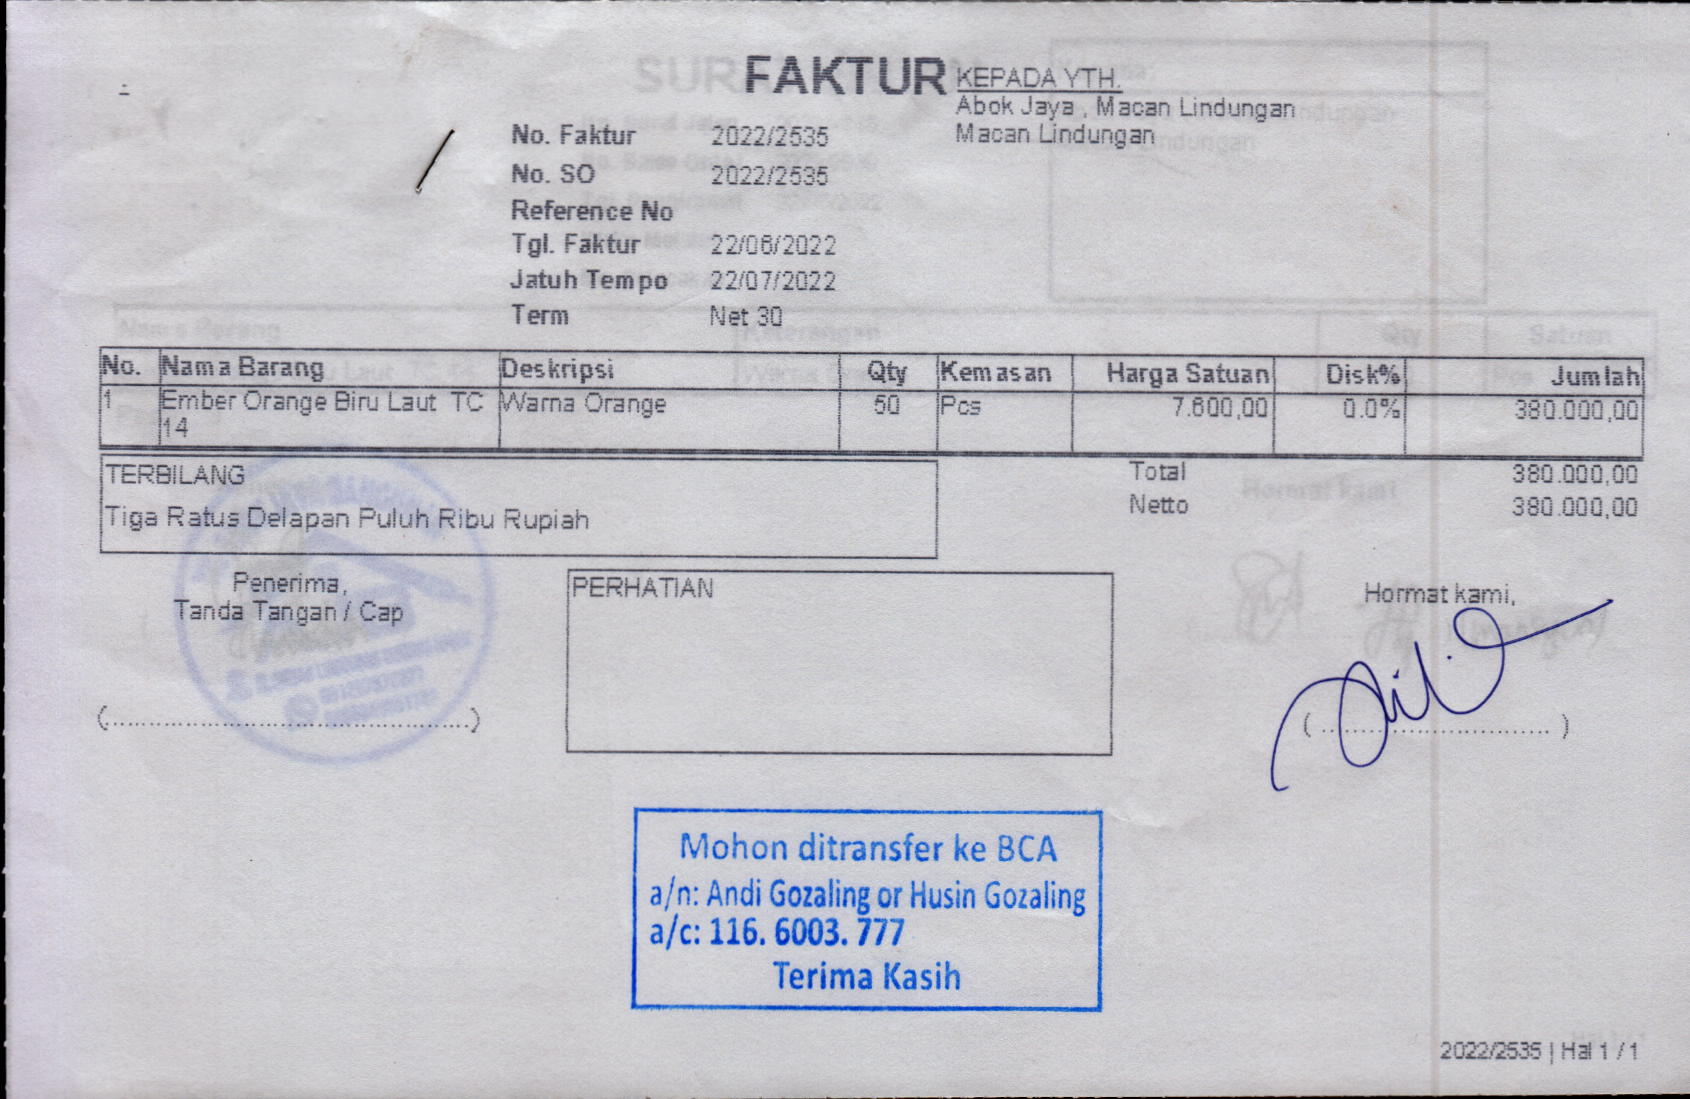 FAKTUR
KEPADA YTH.
Abok Jaya , Macan Lindungan
Macan Lindungan
No. Faktur 2022/2535
No. SO 2022/2535
Reference No
Tgl. Faktur 22/06/2022
Jatuh Tempo 22/07/2022
Term Net 30
No. Nama Barang Deskripsi Qty Kemasan Harga Satuan Disk% Jumlah
1 Ember Orange Biru Laut TC Warna Orange 50 Pcs 7.600,00 0.0% 380.000,00
14
TERBILANG
Tiga Ratus Delapan Puluh Ribu Rupiah
Total 380.000,00
Netto 380.000,00
Penerima,
Tanda Tangan / Cap
PERHATIAN
Hormat kami,
(....................................................)
( ................................ )
Mohon ditransfer ke BCA
a/n: Andi Gozaling or Husin Gozaling
a/c: 116. 6003. 777
Terima Kasih
2022/2535 | Hal 1 / 1